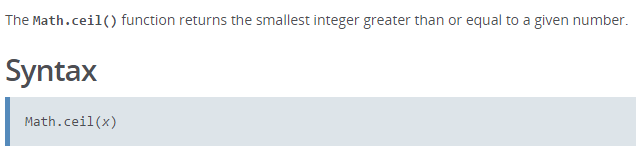 The Math.ceil() function returns the smallest integer greater than or equal to a given number.
Syntax
Math.ceil(x)